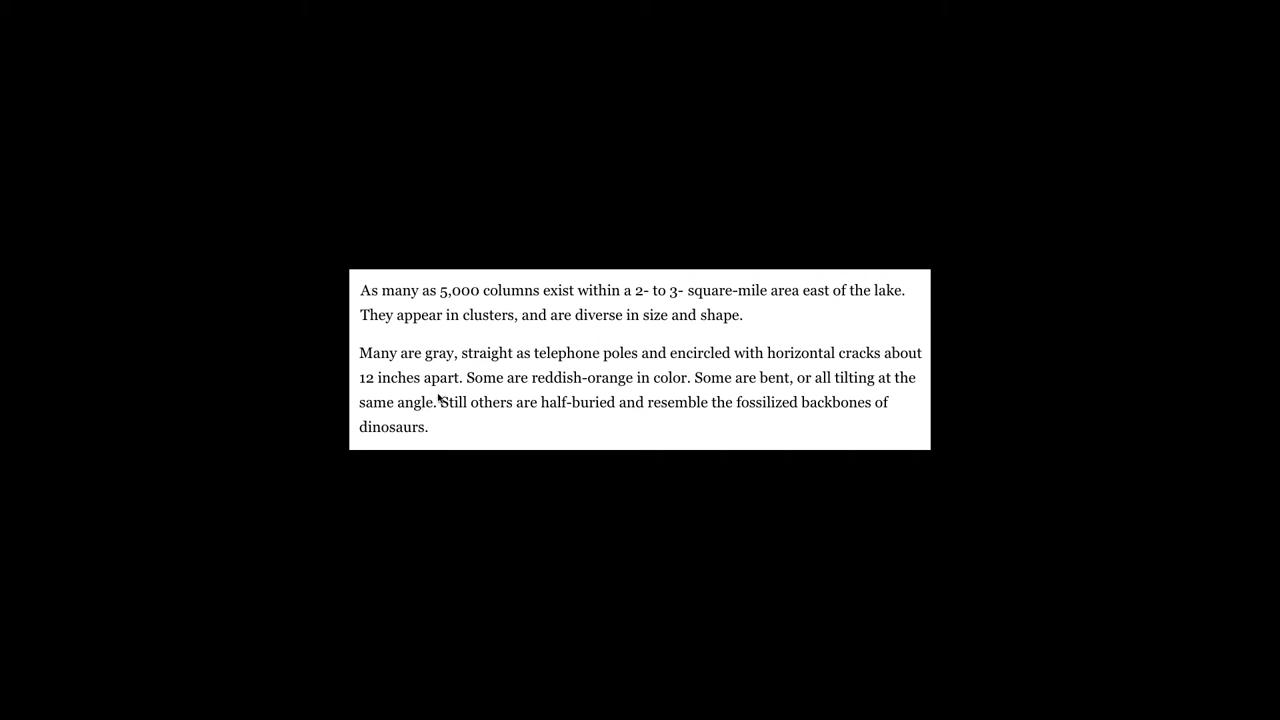 As many as 5,000 columns exist within a 2- to 3- square-mile area east of the lake.
They appear in clusters, and are diverse in size and shape.
Many are gray, straight as telephone poles and encircled with horizontal cracks about
12 inches apart. Some are reddish-orange in color. Some are bent, or all tilting at the
same angle. Still others are half-buried and resemble the fossilized backbones of
dinosaurs.